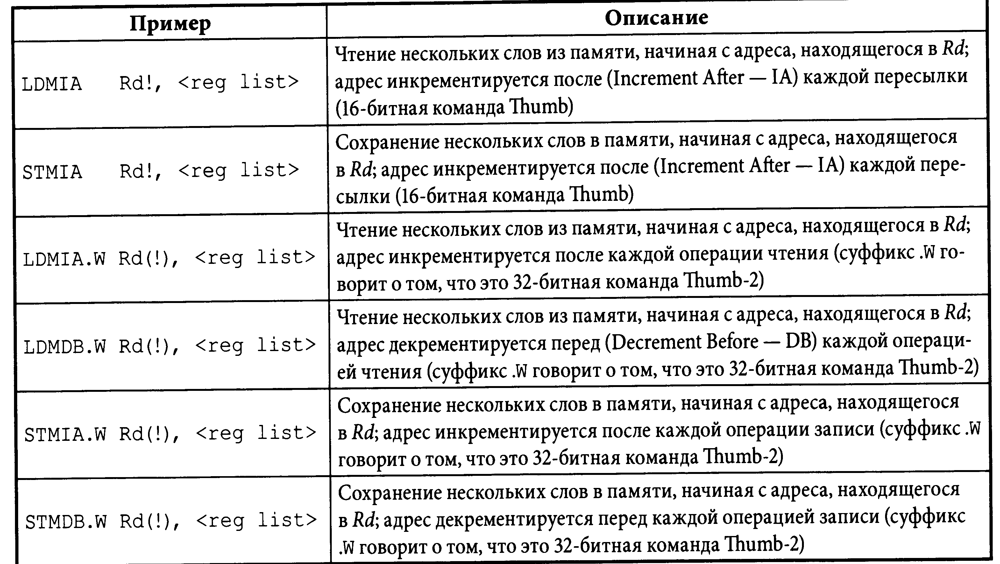 Пример
Описание
LDMIA Rd!, <reg list>
Чтение нескольких слов из памяти, начиная с адреса, находящегося в Rd;
адрес инкрементируется после (Increment After — IA) каждой пересылки
(16-битная команда Thumb)
STMIA Rd!, <reg list>
Сохранение нескольких слов в памяти, начиная с адреса, находящегося
в Rd; адрес инкрементируется после (Increment After — IA) каждой пере-
сылки (16-битная команда Thumb)
LDMIA.W Rd(!), <reg list>
Чтение нескольких слов из памяти, начиная с адреса, находящегося в Rd;
адрес инкрементируется после каждой операции чтения (суффикс .W го-
ворит о том, что это 32-битная команда Thumb-2)
LDMDB.W Rd(!), <reg list>
Чтение нескольких слов из памяти, начиная с адреса, находящегося в Rd;
адрес декрементируется перед (Decrement Before — DB) каждой операци-
ей чтения (суффикс .W говорит о том, что это 32-битная команда Thumb-2)
STMIA.W Rd(!), <reg list>
Сохранение нескольких слов в памяти, начиная с адреса, находящегося
в Rd; адрес инкрементируется после каждой операции записи (суффикс .W
говорит о том, что это 32-битная команда Thumb-2)
STMDB.W Rd(!), <reg list>
Сохранение нескольких слов в памяти, начиная с адреса, находящегося
в Rd; адрес декрементируется перед каждой операцией записи (суффикс
.W говорит о том, что это 32-битная команда Thumb-2)